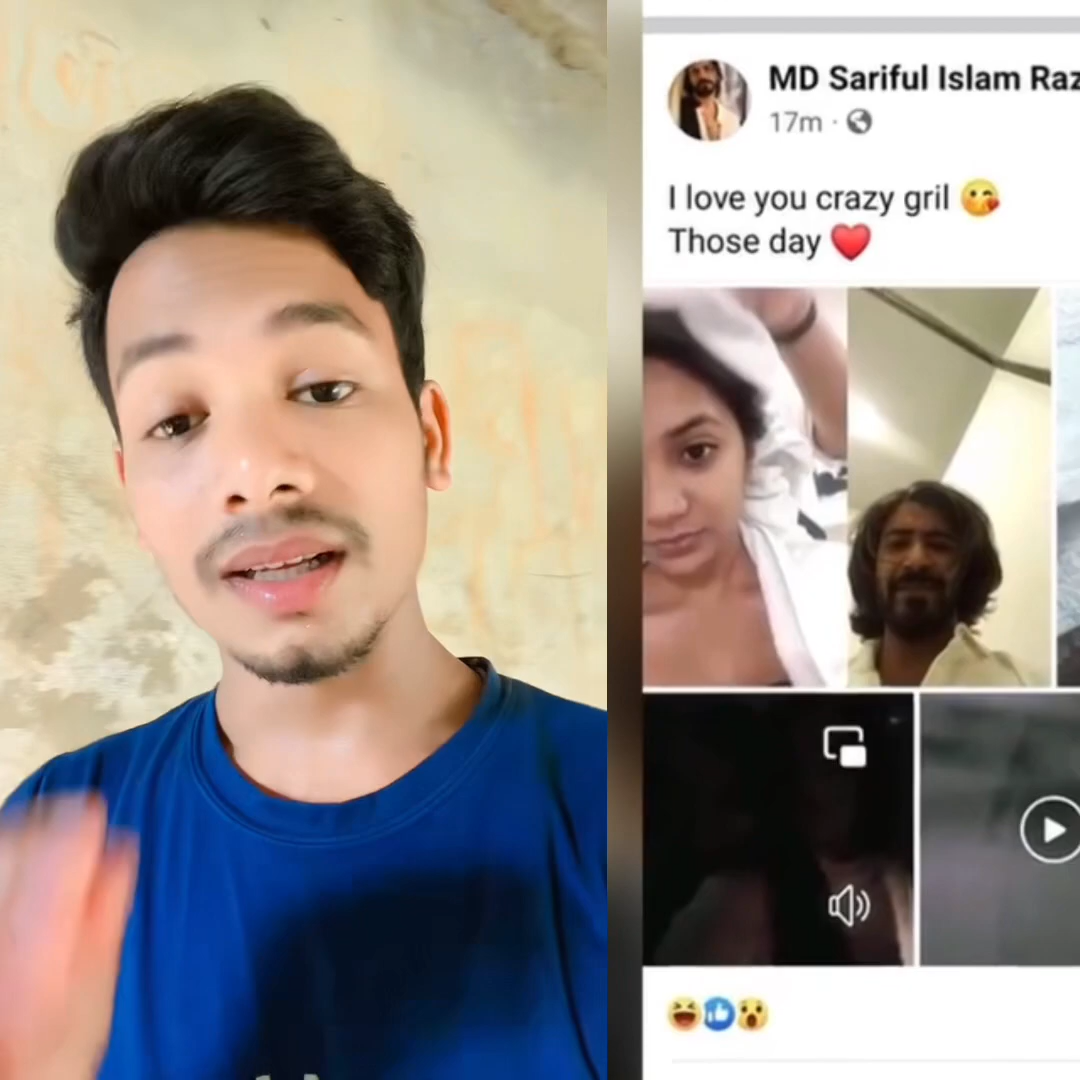 MD Sariful Islam Raz
17m ·
I love you crazy gril 😘
Those day ❤️